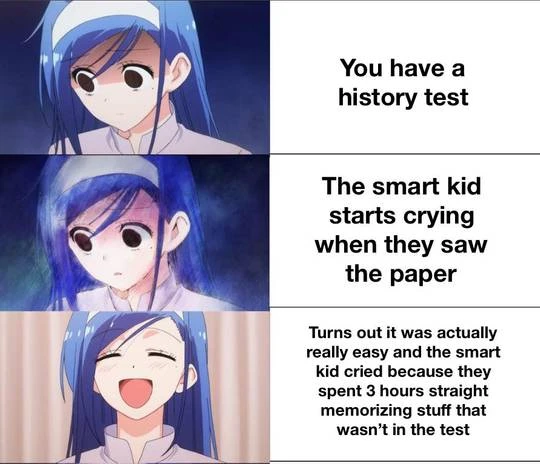 You have a
history test
The smart kid
starts crying
when they saw
the paper
Turns out it was actually
really easy and the smart
kid cried because they
spent 3 hours straight
memorizing stuff that
wasn’t in the test